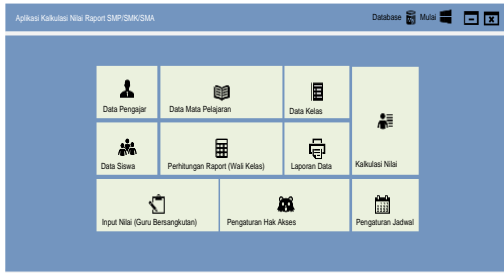 Aplikasi Kalkulasi Nilai Raport SMP/SMK/SMA
Database Mulai
Data Pengajar
Data Mata Pelajaran
Data Kelas
Kalkulasi Nilai
Data Siswa
Perhitungan Raport (Wali Kelas)
Laporan Data
Input Nilai (Guru Bersangkutan)
Pengaturan Hak Akses
Pengaturan Jadwal